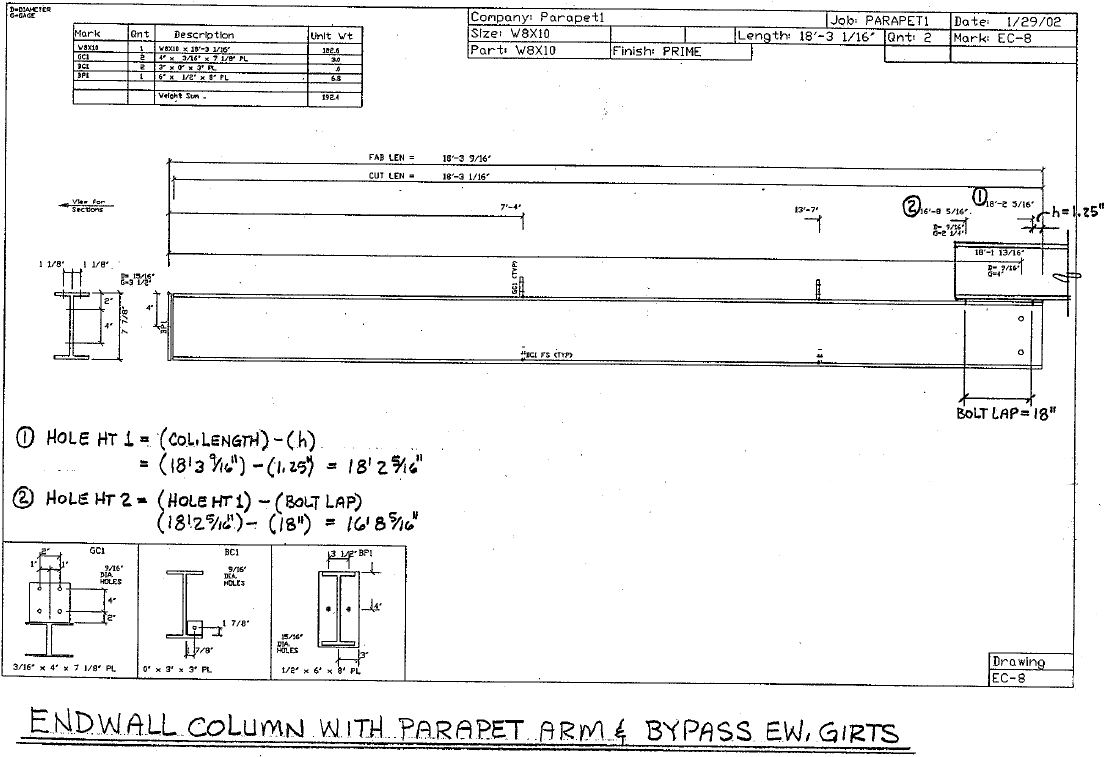 D=DIAMETER
G=GAGE
Mark Qnt Description Unit Wt
W8X10 1 W8X10 x 18'-3 1/16" 182.6
GC1 2 4" x 3/16" x 7 1/8" PL 3.0
BC1 2 3" x 0" x 3" PL .0
BP1 1 6" x 1/2" x 8" PL 6.8
Weight Sum 192.4
Company: Parapet1 Job: PARAPET1 Date: 1/29/02
Size: W8X10 Length: 18'-3 1/16" Qnt: 2 Mark: EC-8
Part: W8X10 Finish: PRIME
FAB LEN = 18'-3 9/16"
CUT LEN = 18'-3 1/16"
View for
Sections
7'-4"
13'-7"
② 16'-8 5/16"
D= 9/16"
G=2 1/4"
① 18'-2 5/16"
h=1.25"
18'-1 13/16"
D= 9/16"
G=4"
1 1/8" 1 1/8"
D= 15/16"
G=3 1/2"
2"
4"
7 7/8"
4"
BP1
GC1 (TYP)
BC1 FS (TYP)
BOLT LAP = 18"
① HOLE HT 1 = (COL. LENGTH) - (h)
= (18'3 9/16") - (1.25") = 18'2 5/16"
② HOLE HT 2 = (HOLE HT 1) - (BOLT LAP)
(18'2 5/16") - (18") = 16'8 5/16"
GC1
2"
1" 1"
9/16"
DIA.
HOLES
4"
2"
3/16" x 4" x 7 1/8" PL
BC1
9/16"
DIA.
HOLES
1 7/8"
1 7/8"
0" x 3" x 3" PL
3 1/2" BP1
4"
15/16"
DIA.
HOLES
3"
1/2" x 6" x 8" PL
Drawing
EC-8
ENDWALL COLUMN WITH PARAPET ARM & BYPASS EW. GIRTS